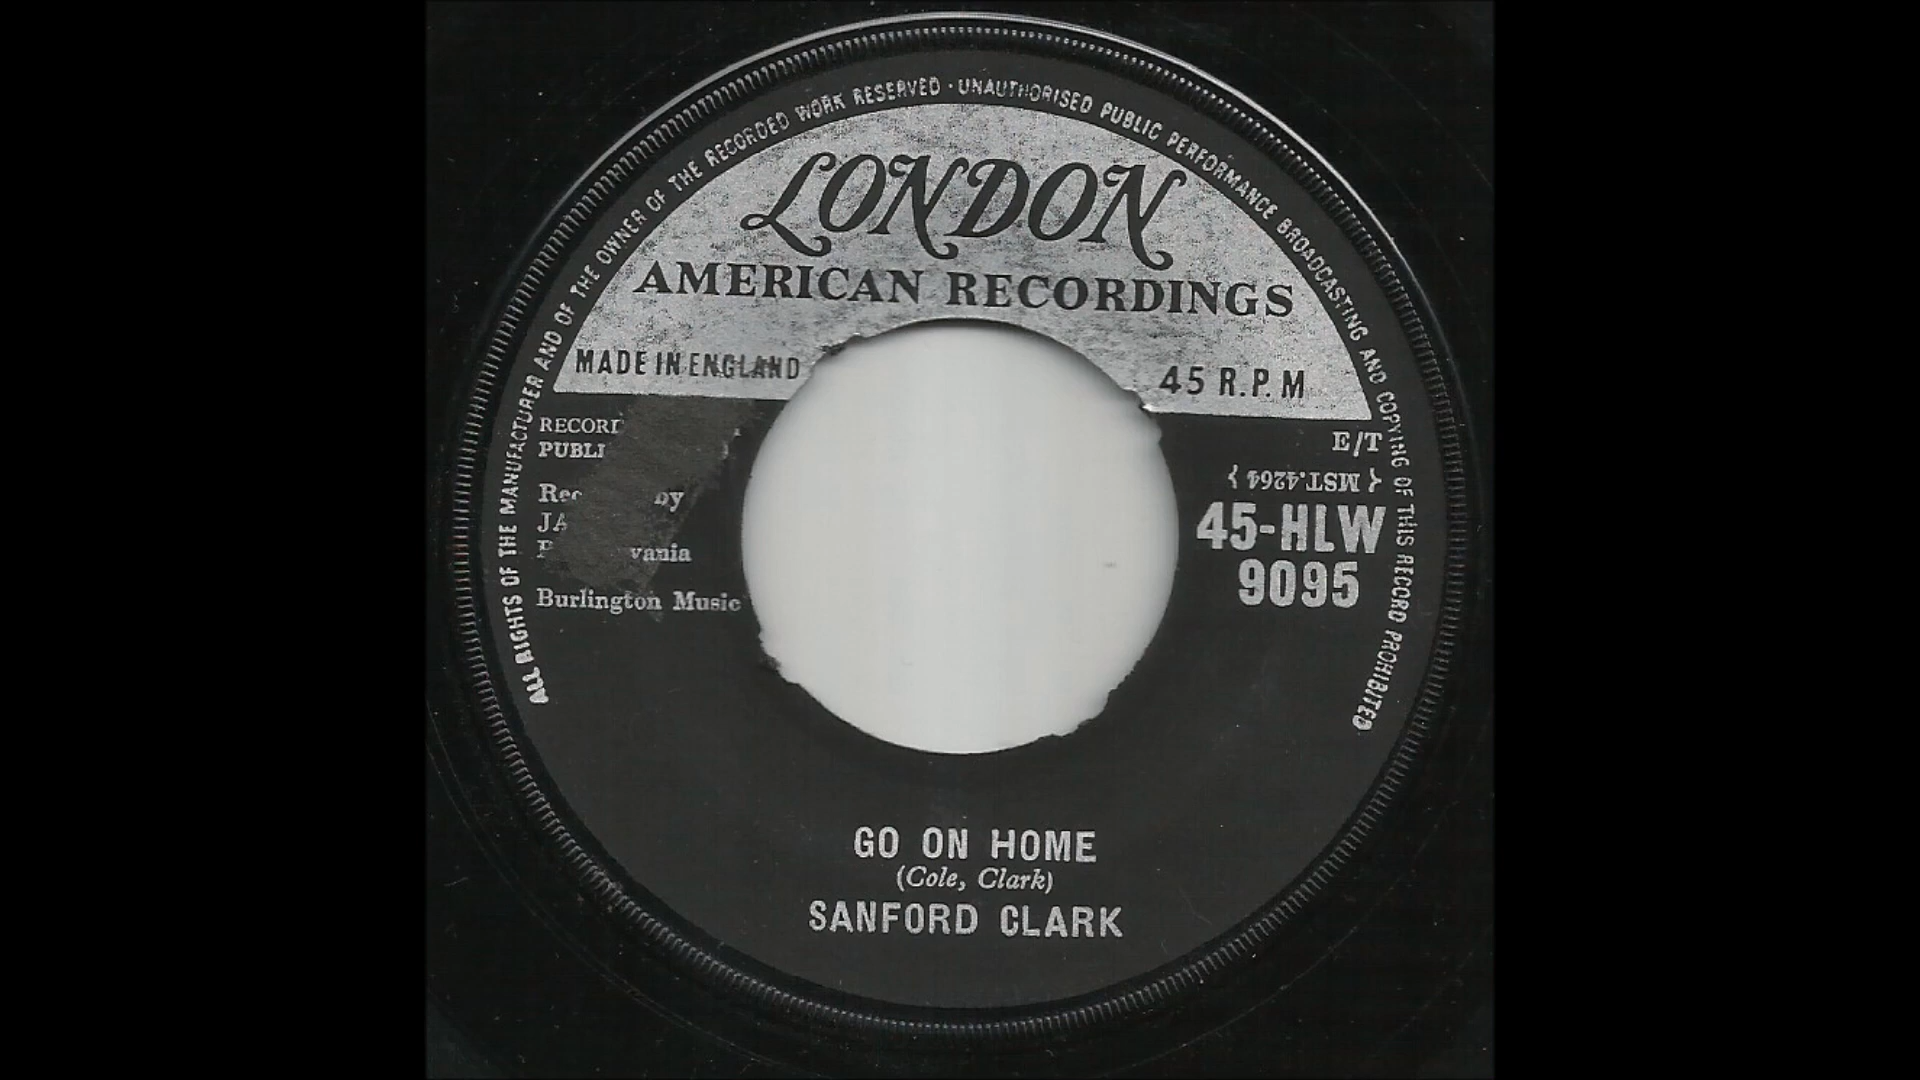 ALL RIGHTS OF THE MANUFACTURER AND OF THE OWNER OF THE RECORDED WORK RESERVED · UNAUTHORISED PUBLIC PERFORMANCE BROADCASTING AND COPYING OF THIS RECORD PROHIBITED
LONDON
AMERICAN RECORDINGS
MADE IN ENGLAND
45 R.P.M
E/T
{ MST.4264 }
45-HLW
9095
by
Burlington Music
GO ON HOME
(Cole, Clark)
SANFORD CLARK